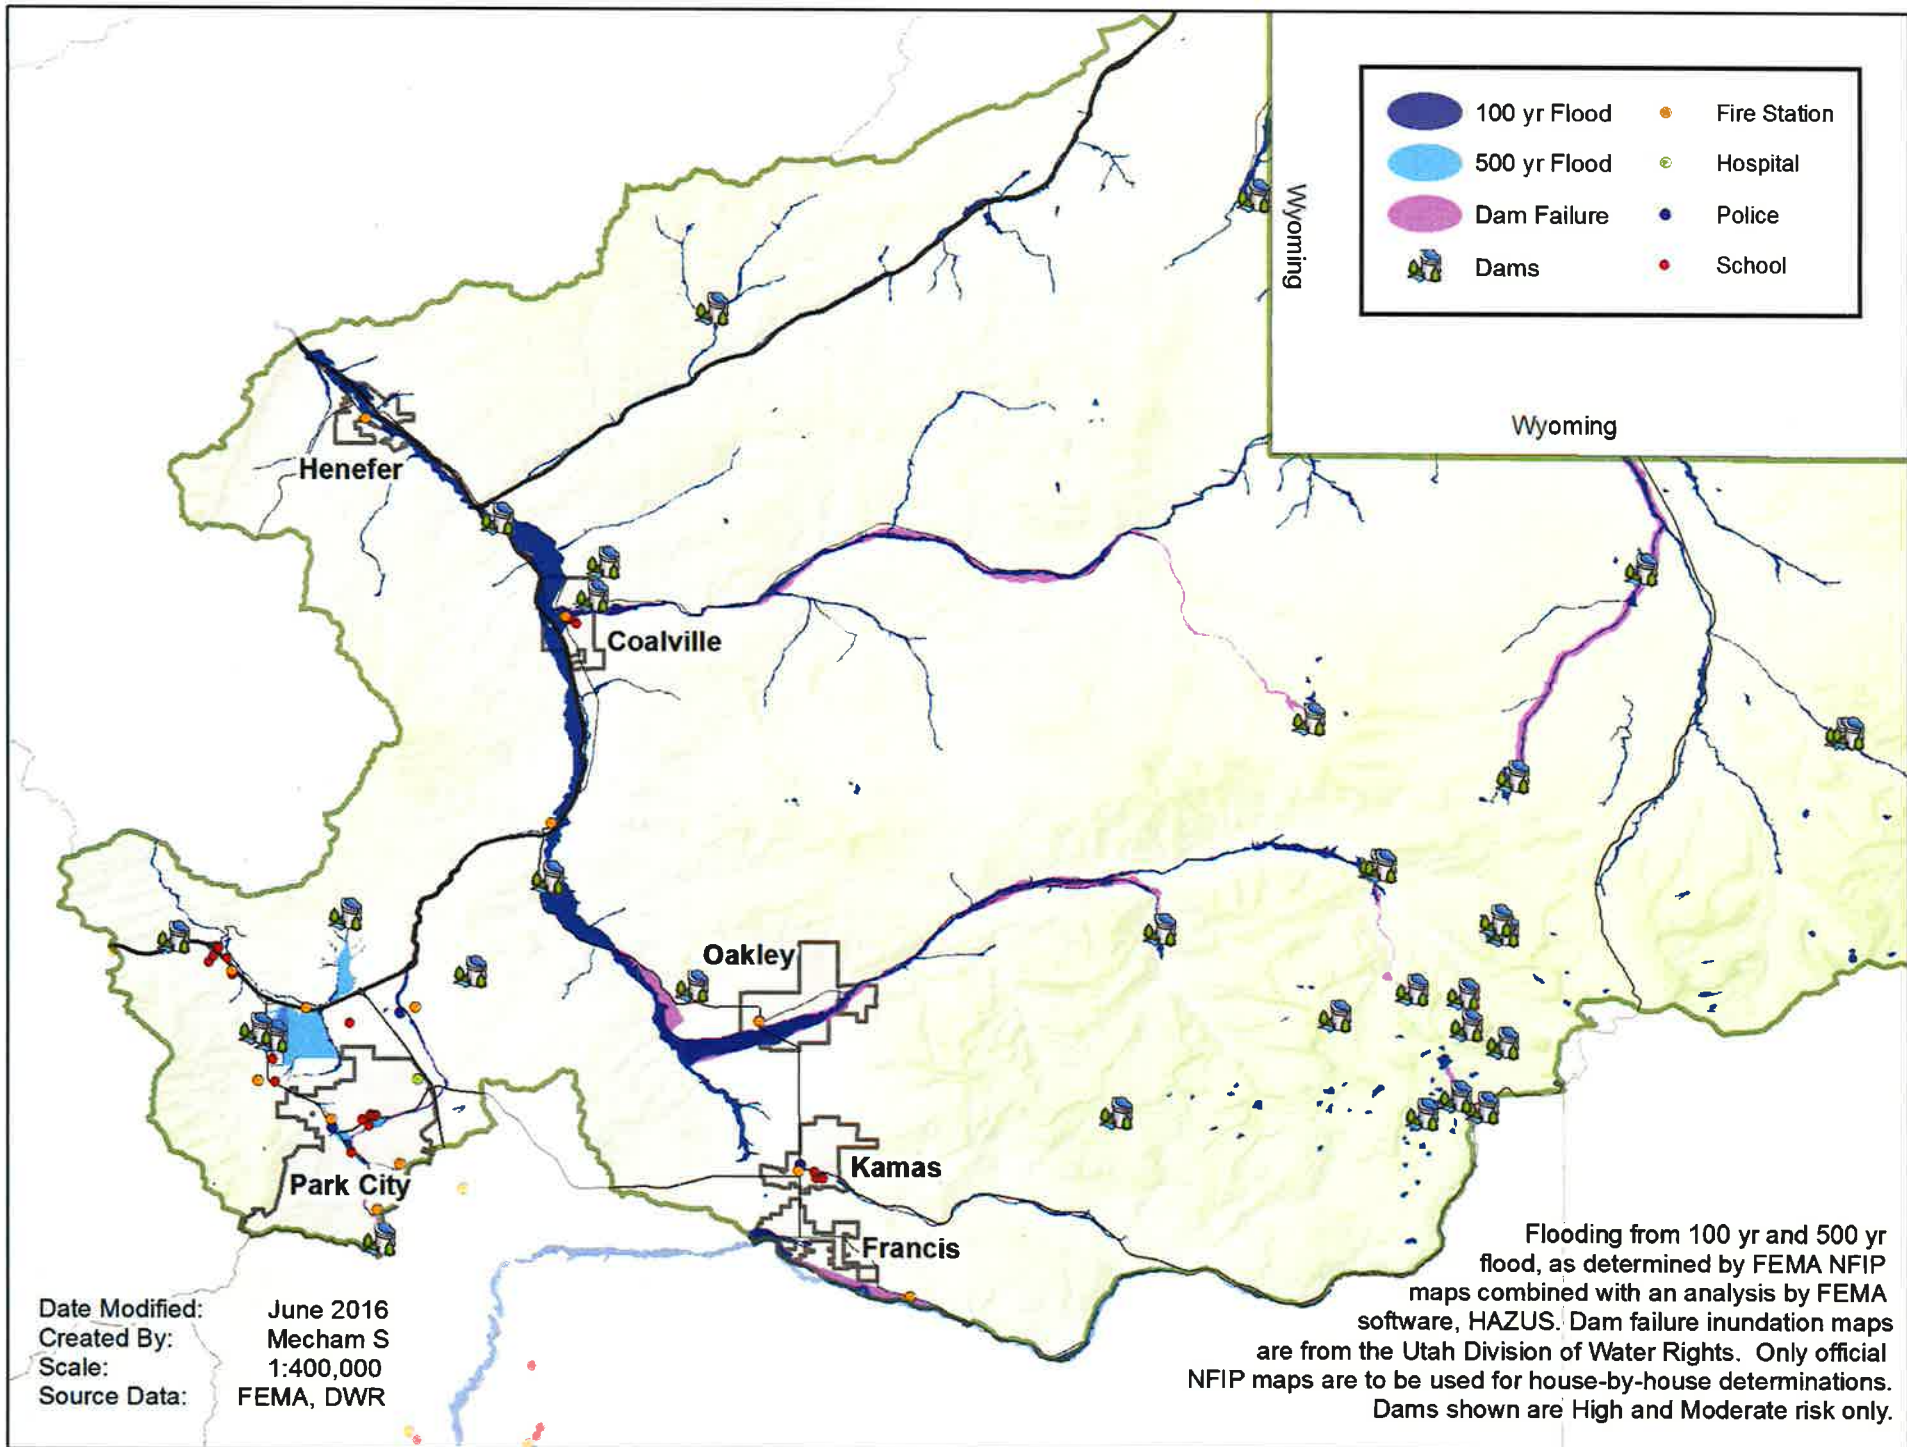 100 yr Flood
Fire Station
500 yr Flood
Hospital
Dam Failure
Police
Dams
School
Wyoming
Wyoming
Henefer
Coalville
Oakley
Kamas
Park City
Francis
Date Modified: June 2016
Created By: Mecham S
Scale: 1:400,000
Source Data: FEMA, DWR
Flooding from 100 yr and 500 yr
flood, as determined by FEMA NFIP
maps combined with an analysis by FEMA
software, HAZUS. Dam failure inundation maps
are from the Utah Division of Water Rights. Only official
NFIP maps are to be used for house-by-house determinations.
Dams shown are High and Moderate risk only.